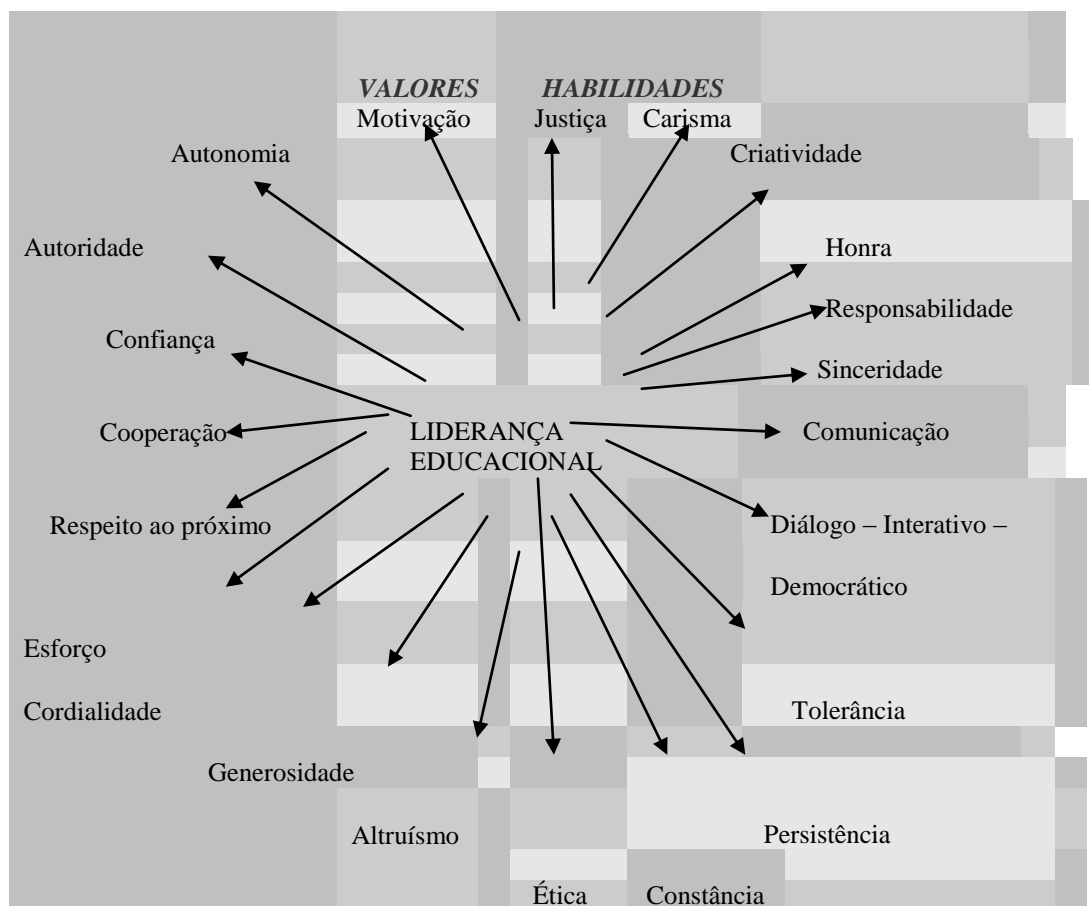 VALORES HABILIDADES
Motivação Justiça Carisma
Autonomia Criatividade
Autoridade Honra
Responsabilidade
Confiança
Sinceridade
Cooperação LIDERANÇA Comunicação
EDUCACIONAL
Respeito ao próximo Diálogo – Interativo –
Democrático
Esforço
Cordialidade Tolerância
Generosidade
Altruísmo Persistência
Ética Constância